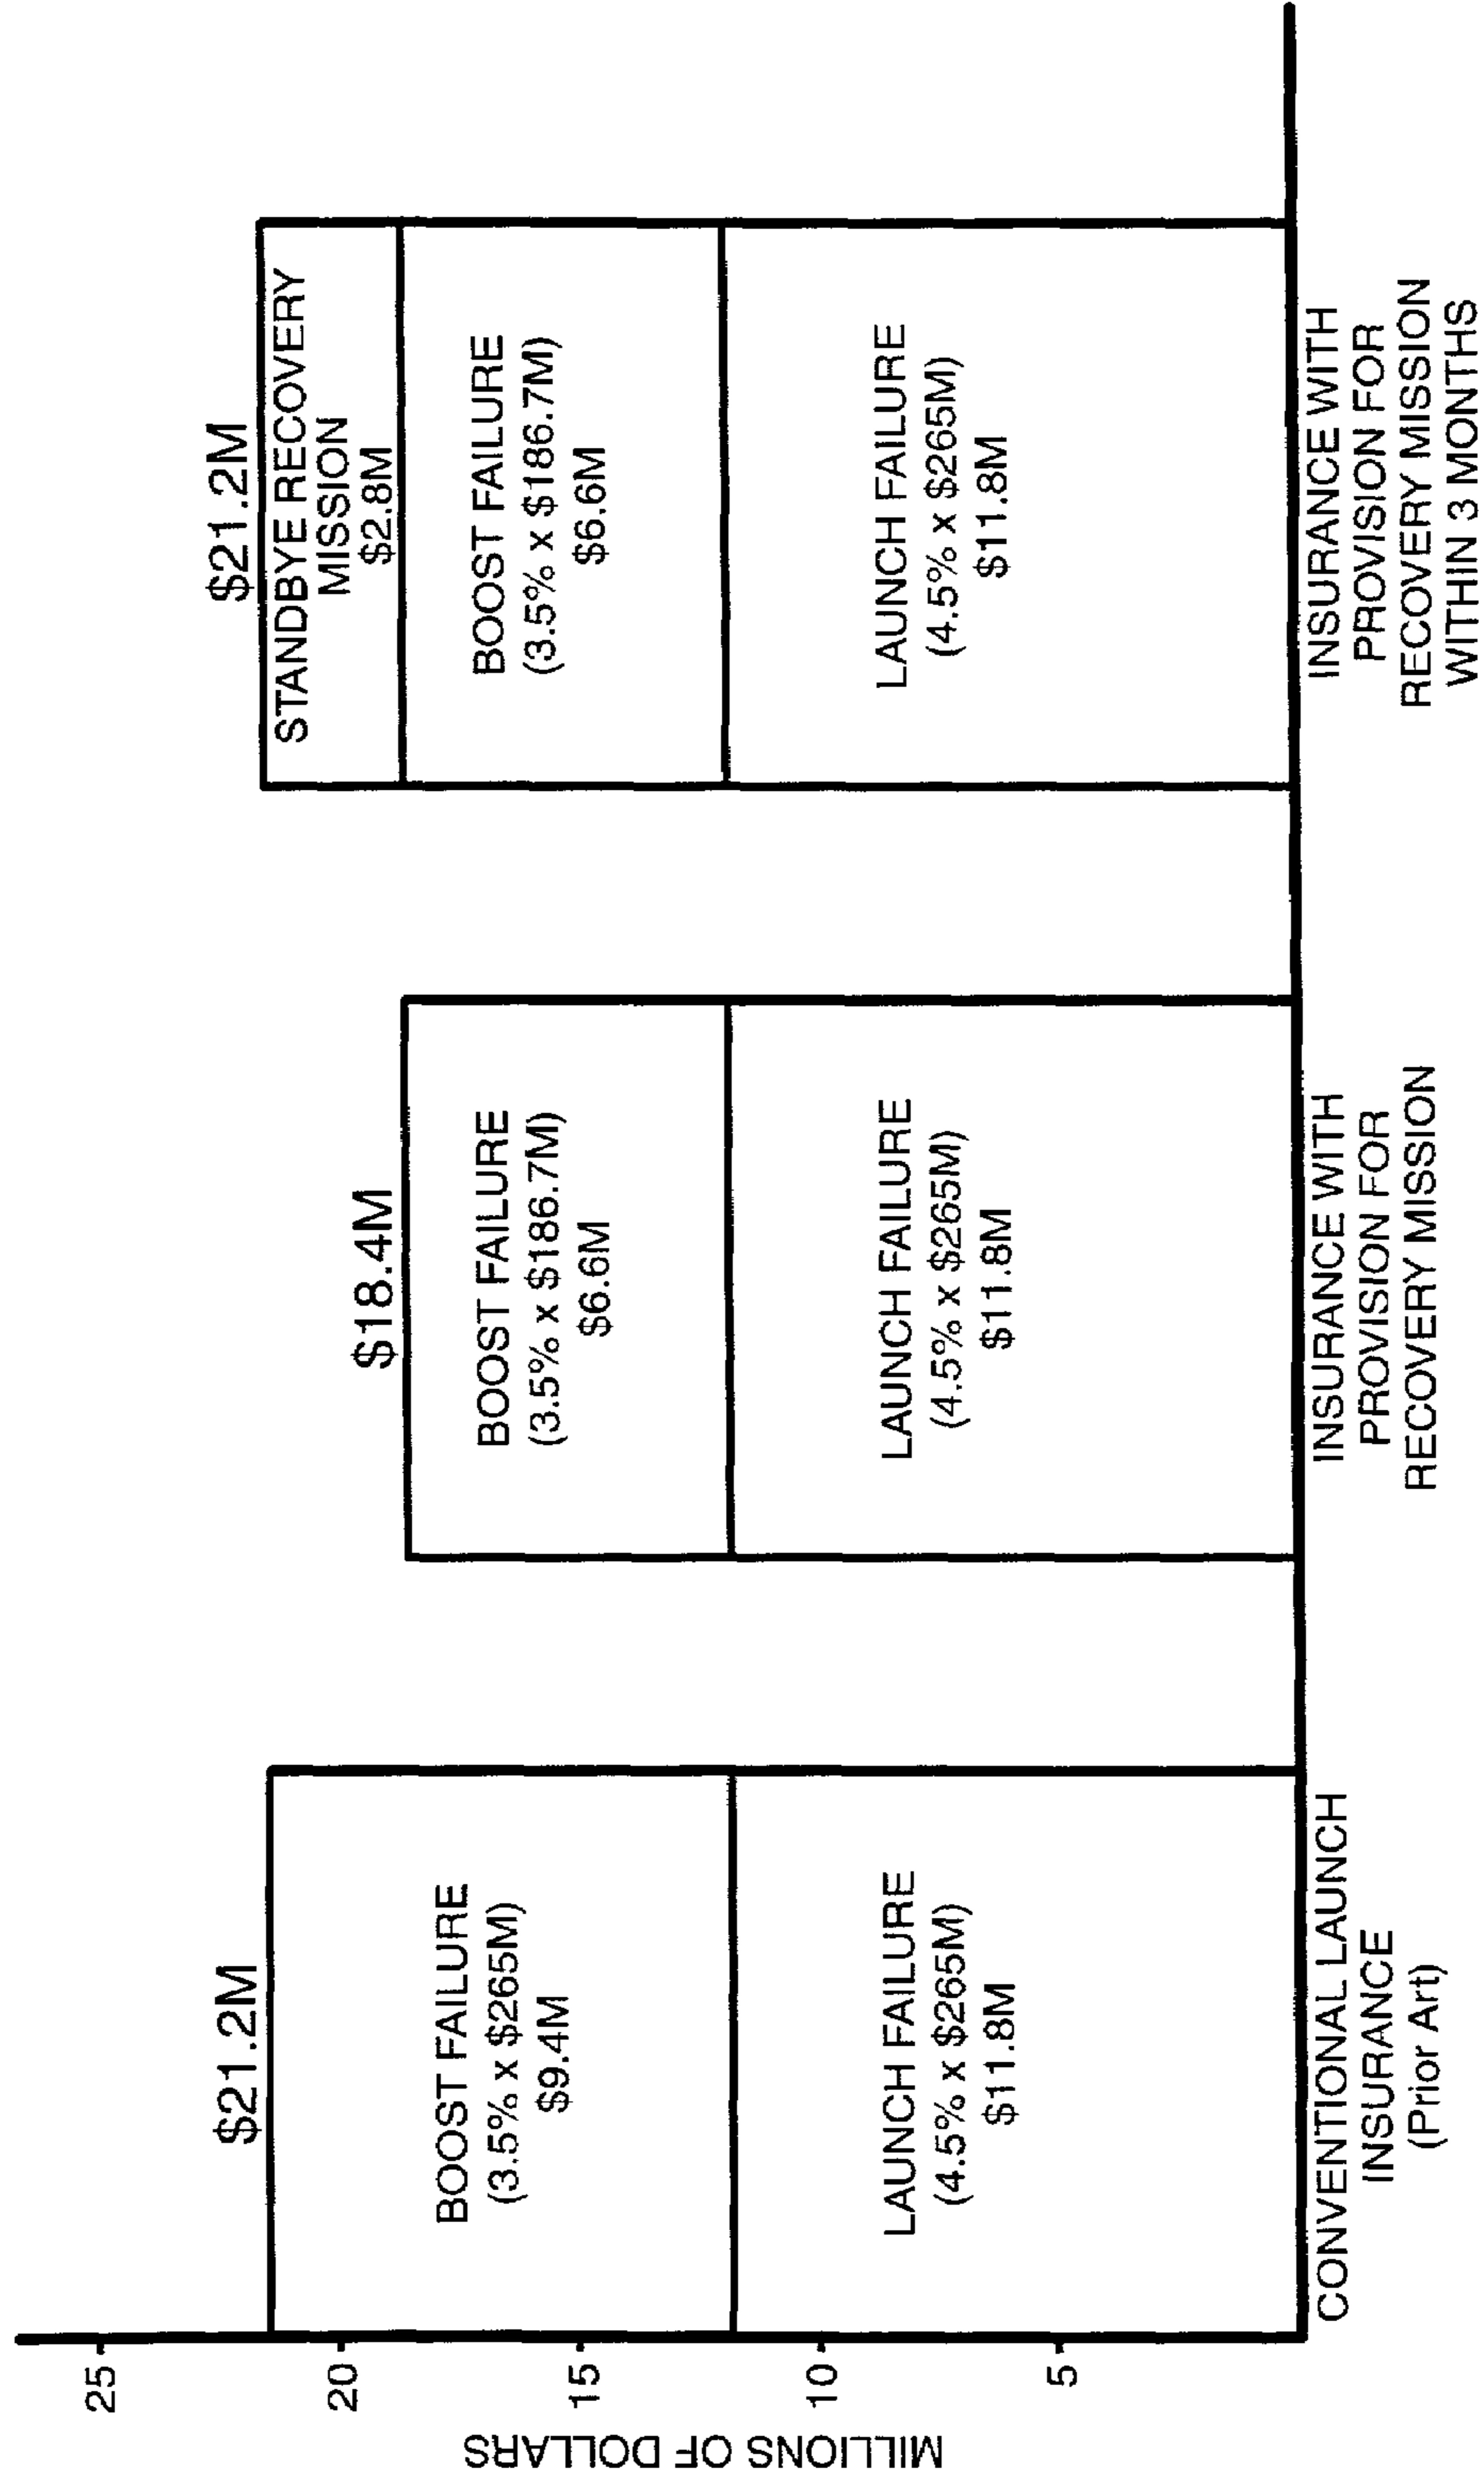 MILLIONS OF DOLLARS
25
20
15
10
5
$21.2M
BOOST FAILURE
(3.5% x $265M)
$9.4M
LAUNCH FAILURE
(4.5% x $265M)
$11.8M
CONVENTIONAL LAUNCH
INSURANCE
(Prior Art)
$18.4M
BOOST FAILURE
(3.5% x $186.7M)
$6.6M
LAUNCH FAILURE
(4.5% x $265M)
$11.8M
INSURANCE WITH
PROVISION FOR
RECOVERY MISSION
$21.2M
STANDBYE RECOVERY
MISSION
$2.8M
BOOST FAILURE
(3.5% x $186.7M)
$6.6M
LAUNCH FAILURE
(4.5% x $265M)
$11.8M
INSURANCE WITH
PROVISION FOR
RECOVERY MISSION
WITHIN 3 MONTHS